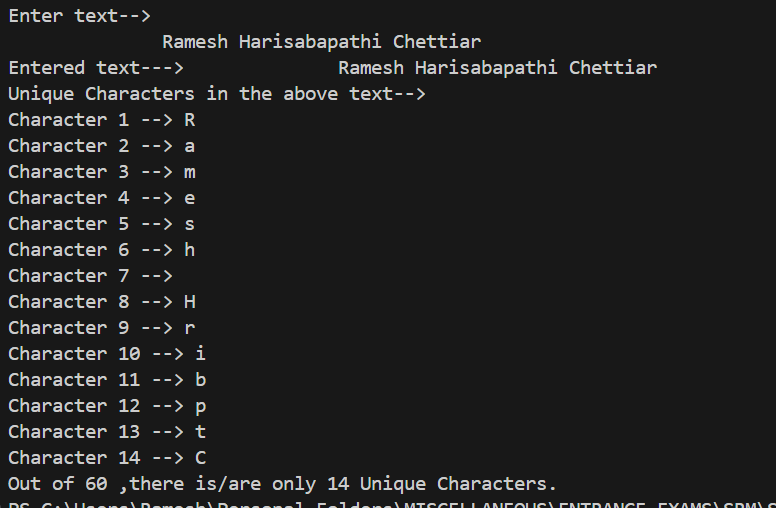 Enter text-->
              Ramesh Harisabapathi Chettiar
Entered text--->              Ramesh Harisabapathi Chettiar
Unique Characters in the above text-->
Character 1 --> R
Character 2 --> a
Character 3 --> m
Character 4 --> e
Character 5 --> s
Character 6 --> h
Character 7 -->
Character 8 --> H
Character 9 --> r
Character 10 --> i
Character 11 --> b
Character 12 --> p
Character 13 --> t
Character 14 --> C
Out of 60 ,there is/are only 14 Unique Characters.
PS C:\Users\Ramesh\Personal Folders\MISCELLANEOUS\ENTRANCE EXAMS\SRM\